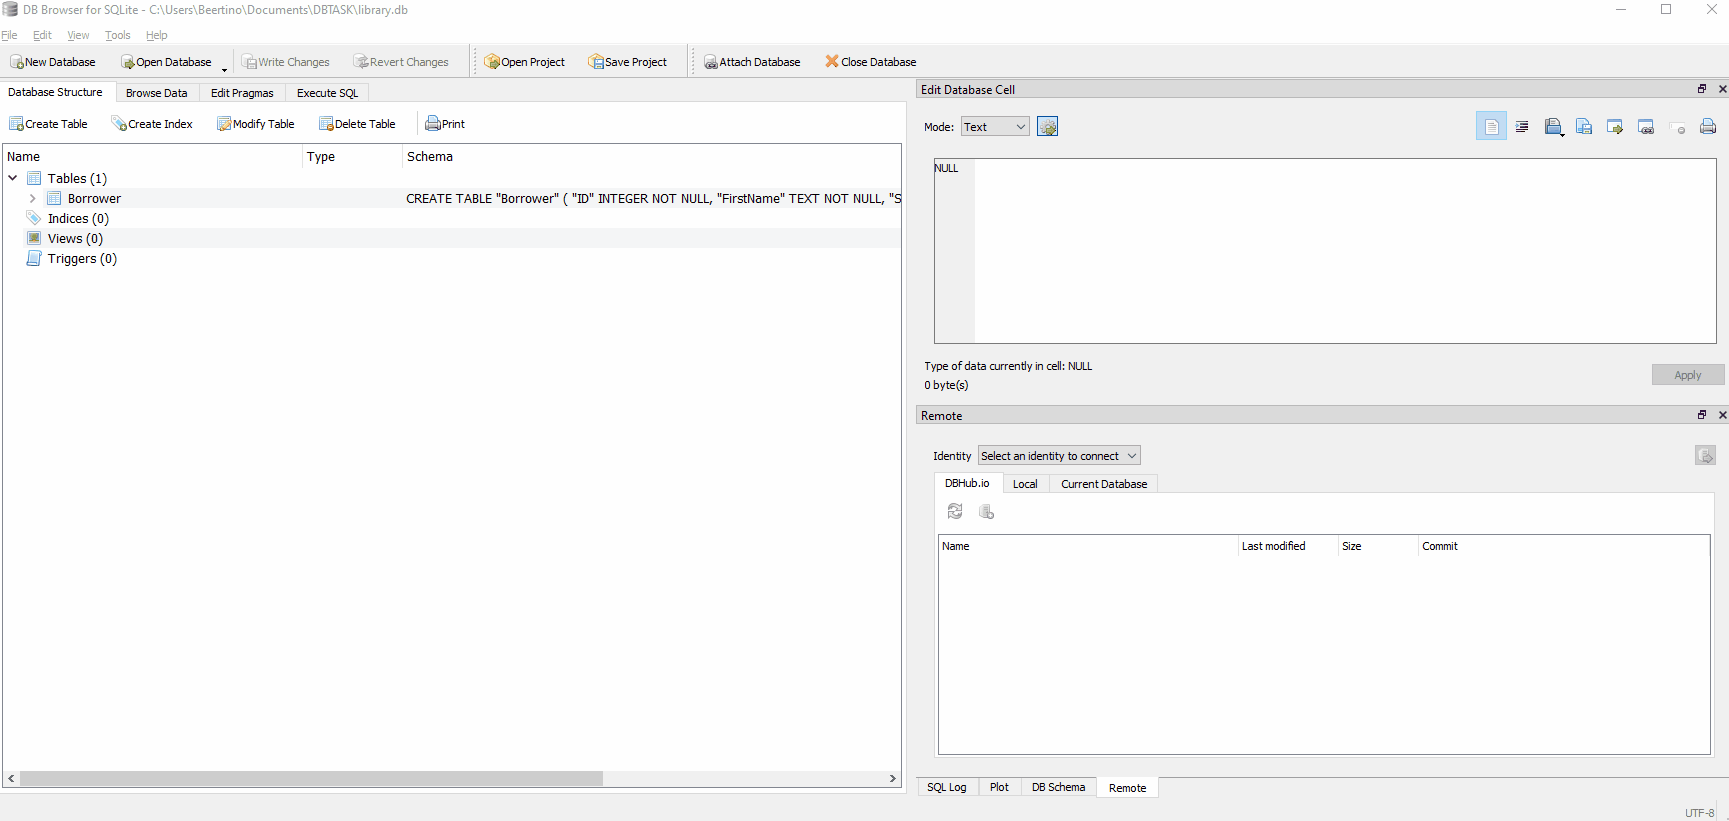 DB Browser for SQLite - C:\Users\Beertino\Documents\DBTASK\library.db
File Edit View Tools Help
New Database Open Database Write Changes Revert Changes Open Project Save Project Attach Database Close Database
Database Structure Browse Data Edit Pragmas Execute SQL
Create Table Create Index Modify Table Delete Table Print
Name Type Schema
Tables (1)
Borrower CREATE TABLE "Borrower" ( "ID" INTEGER NOT NULL, "FirstName" TEXT NOT NULL, "S
Indices (0)
Views (0)
Triggers (0)
Edit Database Cell
Mode: Text
NULL
Type of data currently in cell: NULL
0 byte(s)
Apply
Remote
Identity Select an identity to connect
DBHub.io Local Current Database
Name Last modified Size Commit
SQL Log Plot DB Schema Remote
UTF-8